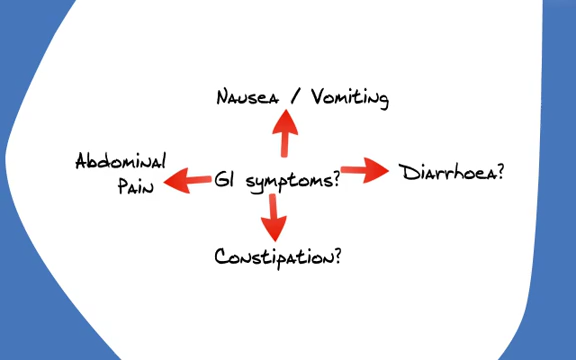 Nausea / Vomiting
Abdominal
Pain
GI symptoms?
Diarrhoea?
Constipation?